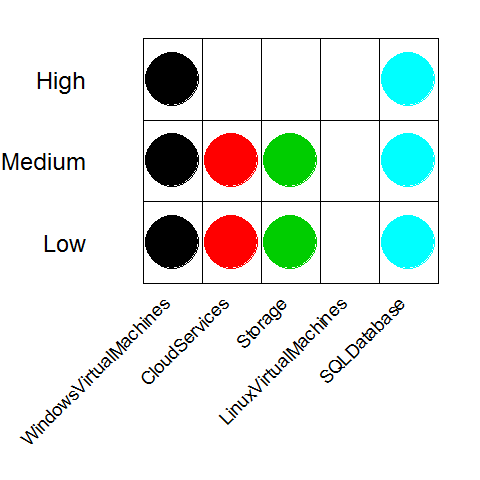 High
Medium
Low
WindowsVirtualMachines
CloudServices
Storage
LinuxVirtualMachines
SQLDatabase